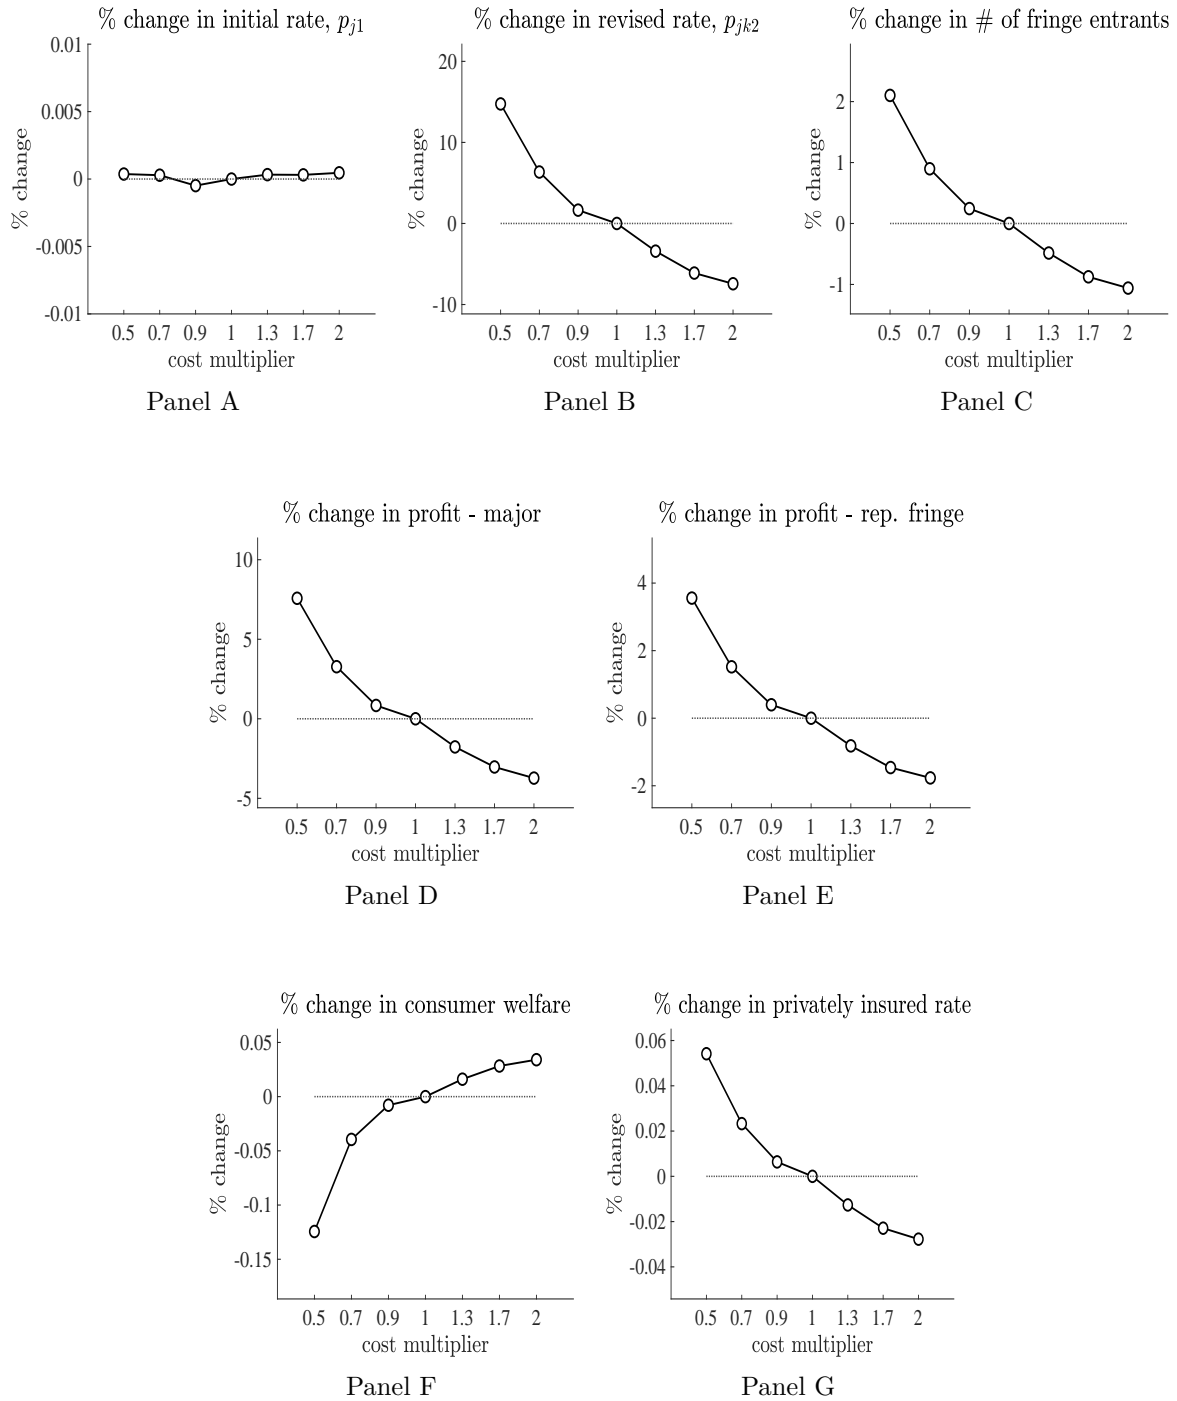 % change in initial rate, p_{j1}
0.01
0.005
0
-0.005
-0.01
% change
0.5 0.7 0.9 1 1.3 1.7 2
cost multiplier
Panel A
% change in revised rate, p_{jk2}
20
10
0
-10
% change
0.5 0.7 0.9 1 1.3 1.7 2
cost multiplier
Panel B
% change in # of fringe entrants
2
1
0
-1
% change
0.5 0.7 0.9 1 1.3 1.7 2
cost multiplier
Panel C
% change in profit - major
10
5
0
-5
% change
0.5 0.7 0.9 1 1.3 1.7 2
cost multiplier
Panel D
% change in profit - rep. fringe
4
2
0
-2
% change
0.5 0.7 0.9 1 1.3 1.7 2
cost multiplier
Panel E
% change in consumer welfare
0.05
0
-0.05
-0.1
-0.15
% change
0.5 0.7 0.9 1 1.3 1.7 2
cost multiplier
Panel F
% change in privately insured rate
0.06
0.04
0.02
0
-0.02
-0.04
% change
0.5 0.7 0.9 1 1.3 1.7 2
cost multiplier
Panel G